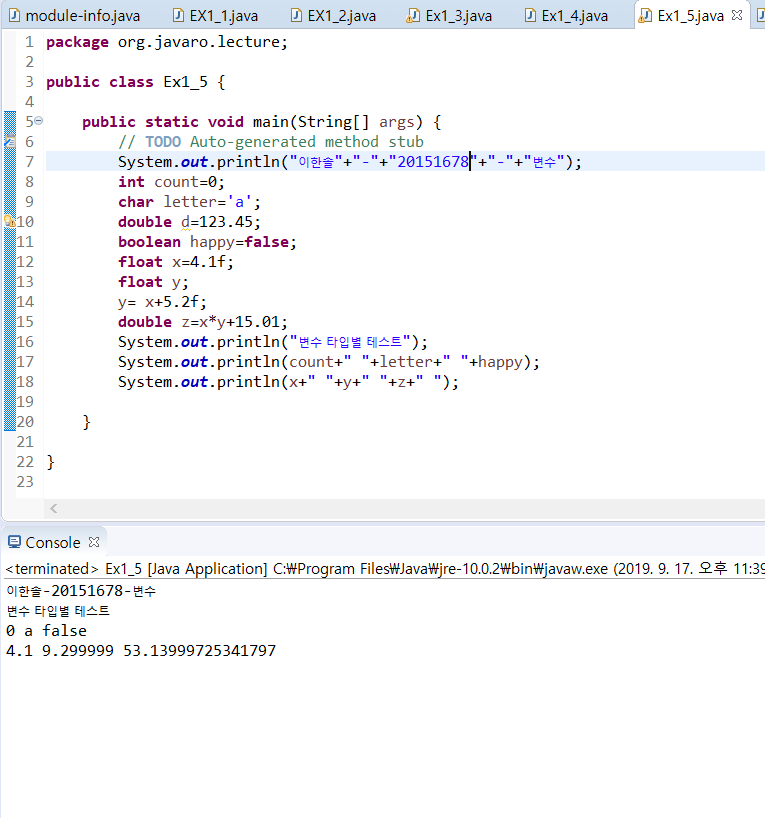 module-info.java EX1_1.java EX1_2.java Ex1_3.java Ex1_4.java Ex1_5.java
1 package org.javaro.lecture;
2
3 public class Ex1_5 {
4
5 public static void main(String[] args) {
6 // TODO Auto-generated method stub
7 System.out.println("이한솔"+"-"+"20151678"+"-"+"변수");
8 int count=0;
9 char letter='a';
10 double d=123.45;
11 boolean happy=false;
12 float x=4.1f;
13 float y;
14 y= x+5.2f;
15 double z=x*y+15.01;
16 System.out.println("변수 타입별 테스트");
17 System.out.println(count+" "+letter+" "+happy);
18 System.out.println(x+" "+y+" "+z+" ");
19
20 }
21
22 }
23
Console
<terminated> Ex1_5 [Java Application] C:₩Program Files₩Java₩jre-10.0.2₩bin₩javaw.exe (2019. 9. 17. 오후 11:39
이한솔-20151678-변수
변수 타입별 테스트
0 a false
4.1 9.299999 53.13999725341797